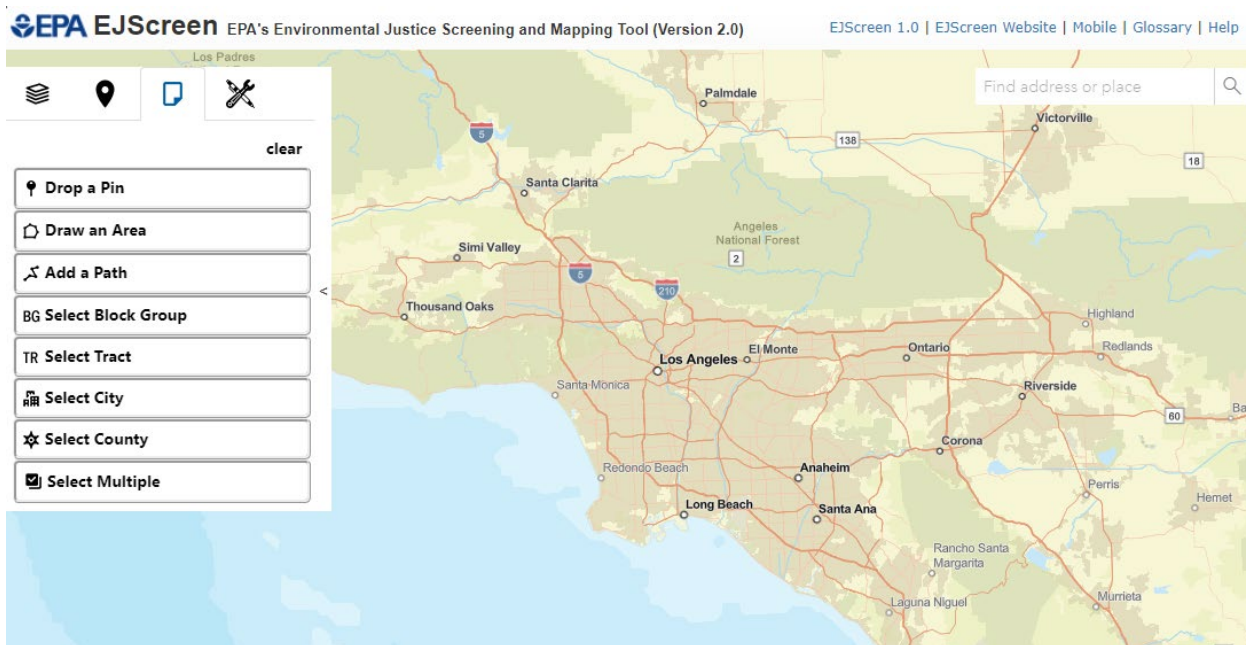 EPA EJScreen EPA's Environmental Justice Screening and Mapping Tool (Version 2.0)
EJScreen 1.0 | EJScreen Website | Mobile | Glossary | Help
Los Padres
Find address or place
clear
Drop a Pin
Draw an Area
Add a Path
BG Select Block Group
TR Select Tract
Select City
Select County
Select Multiple
<
Palmdale
Victorville
5
138
18
Santa Clarita
Angeles
National Forest
2
Simi Valley
5
210
Thousand Oaks
Highland
Los Angeles
El Monte
Ontario
Redlands
Santa Monica
Riverside
60
Ba
Corona
Redondo Beach
Anaheim
Perris
Hemet
Long Beach
Santa Ana
Rancho Santa
Margarita
Laguna Niguel
Murrieta